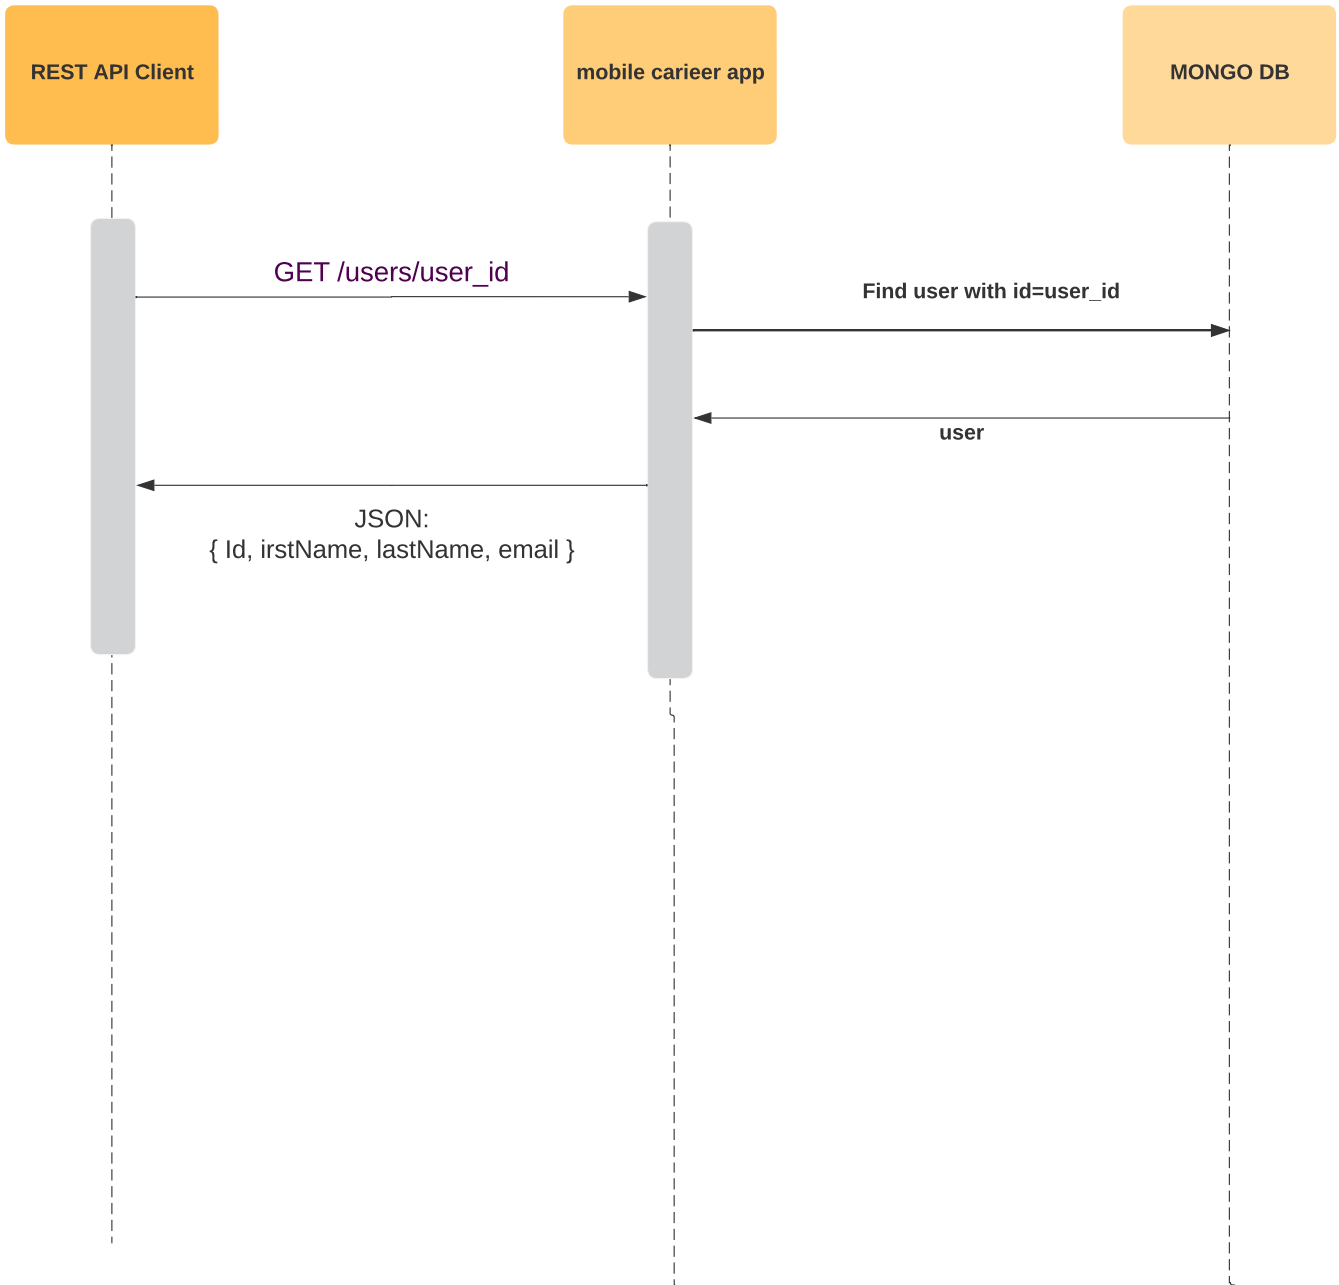 REST API Client
mobile carieer app
MONGO DB
GET /users/user_id
Find user with id=user_id
user
JSON:
{ Id, irstName, lastName, email }